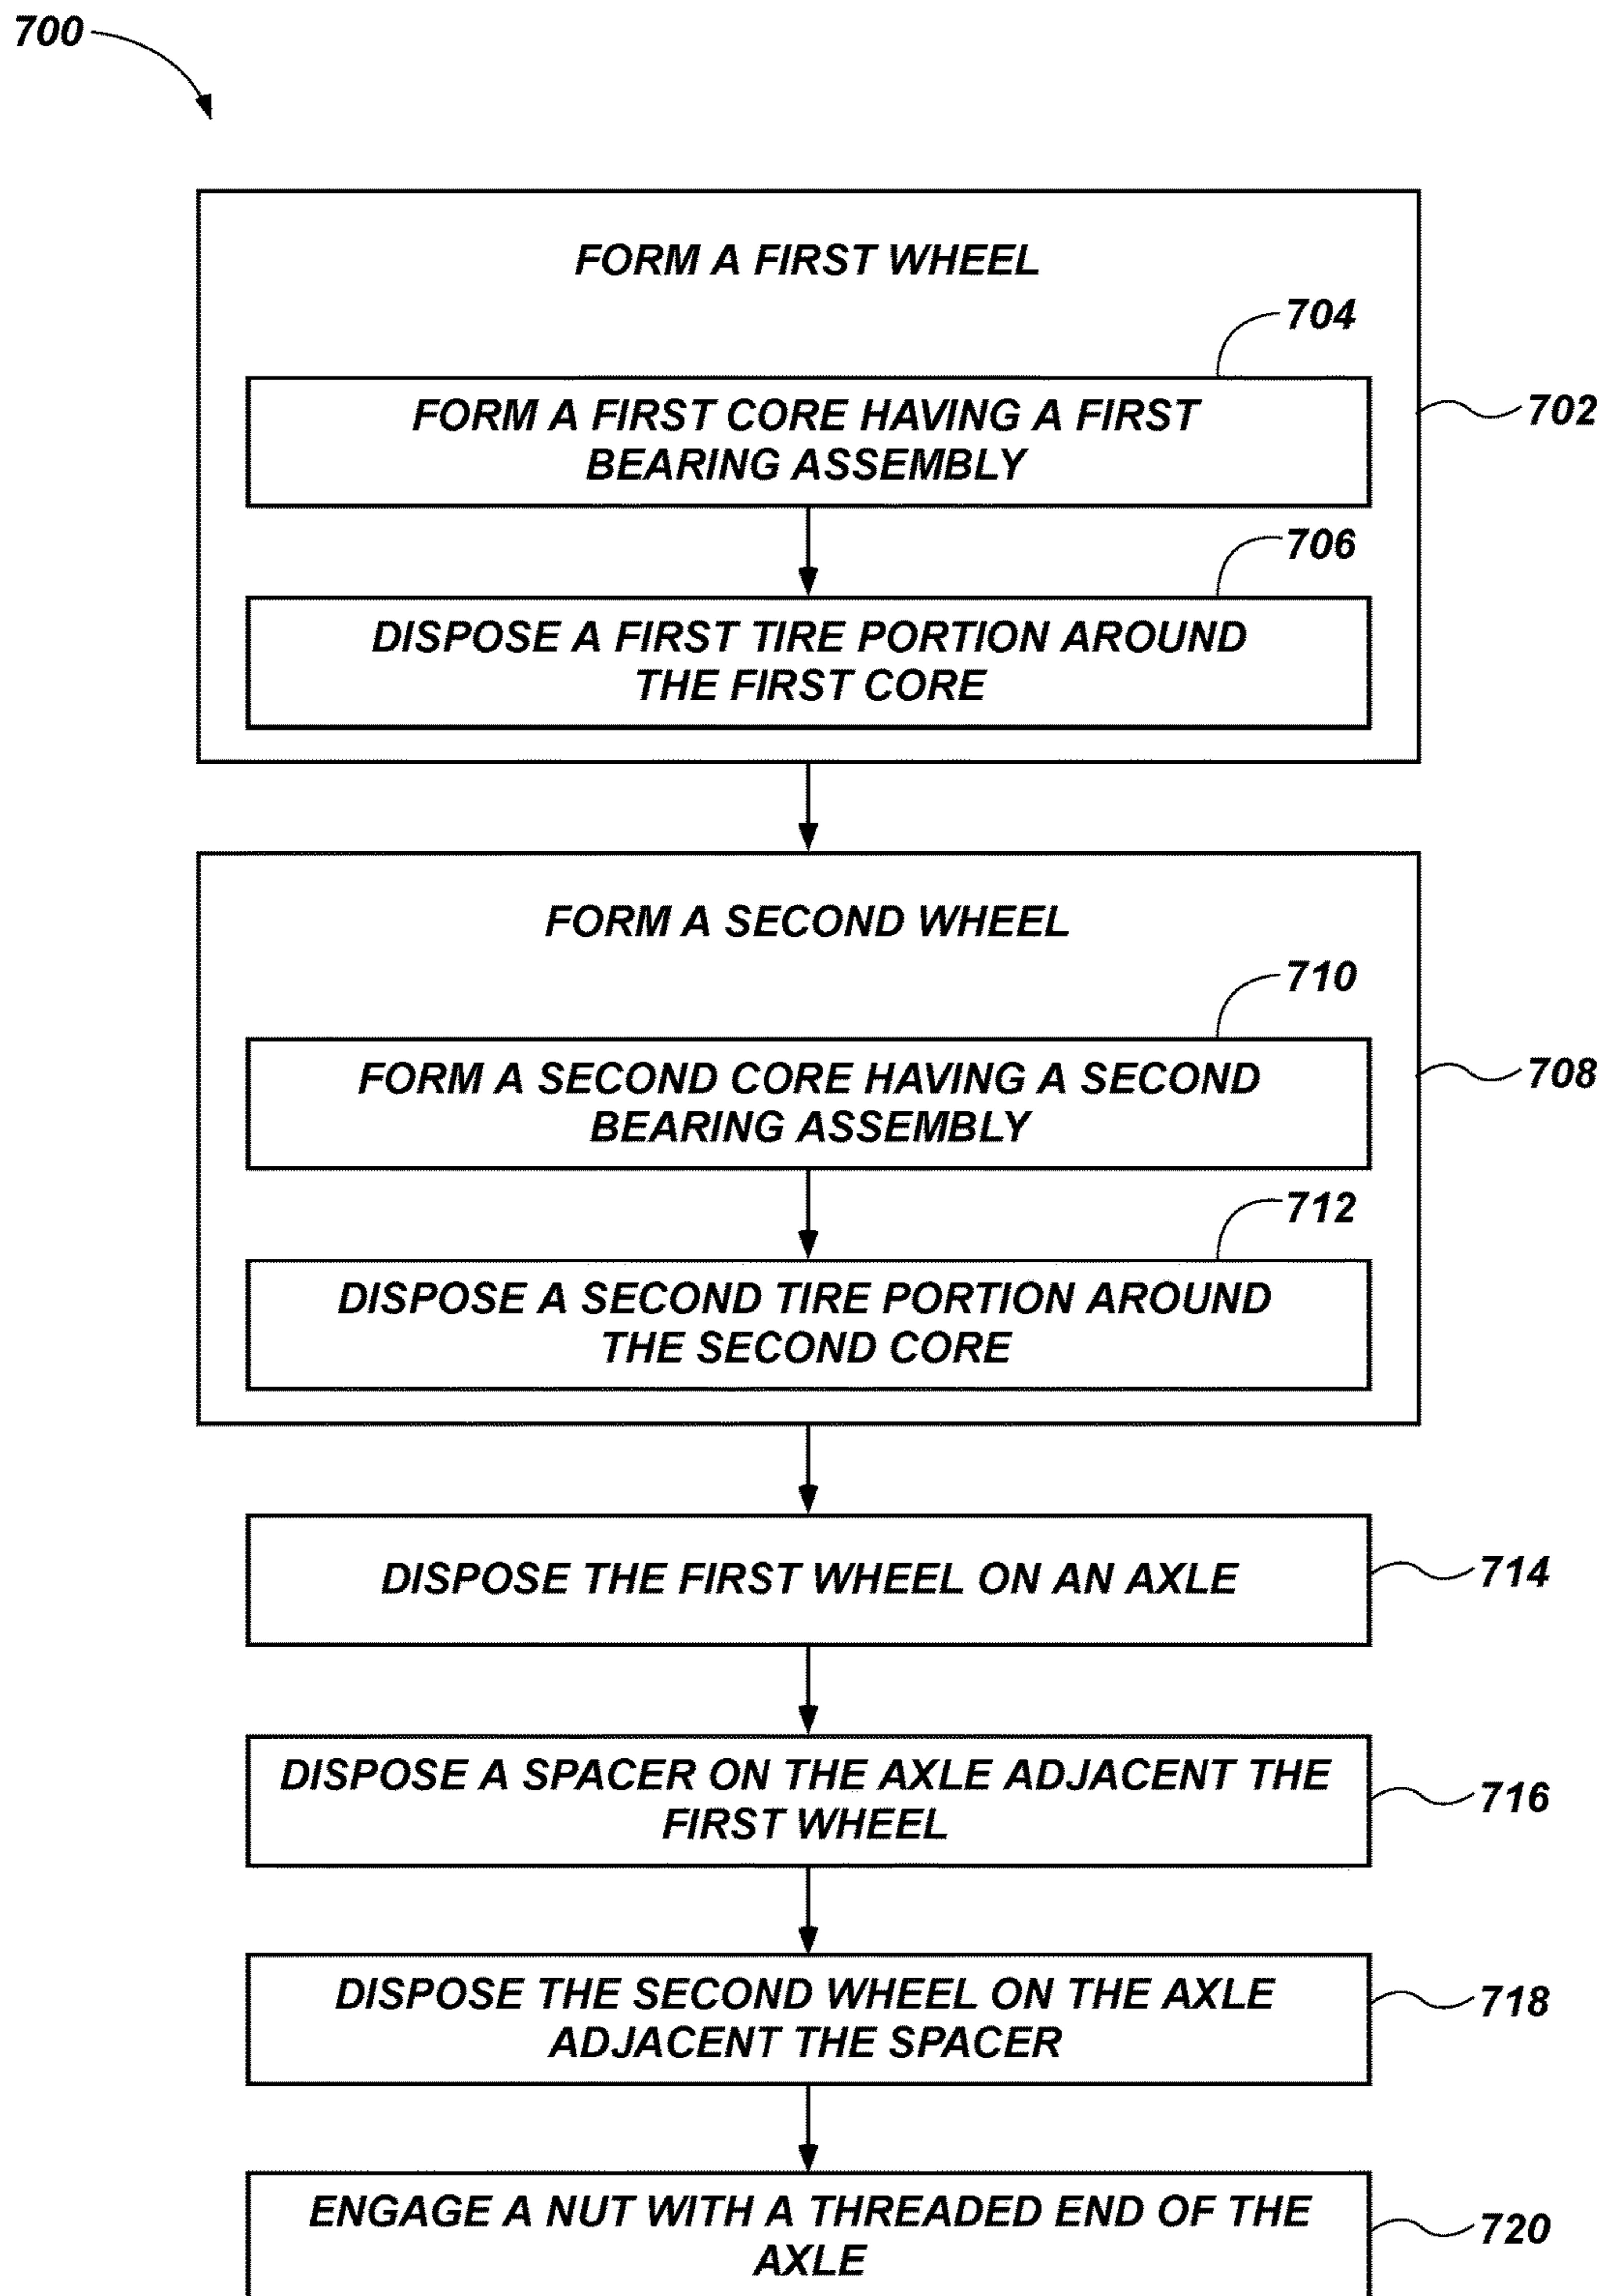 700
FORM A FIRST WHEEL
704
FORM A FIRST CORE HAVING A FIRST
BEARING ASSEMBLY
702
706
DISPOSE A FIRST TIRE PORTION AROUND
THE FIRST CORE
FORM A SECOND WHEEL
710
FORM A SECOND CORE HAVING A SECOND
BEARING ASSEMBLY
708
712
DISPOSE A SECOND TIRE PORTION AROUND
THE SECOND CORE
DISPOSE THE FIRST WHEEL ON AN AXLE
714
DISPOSE A SPACER ON THE AXLE ADJACENT THE
FIRST WHEEL
716
DISPOSE THE SECOND WHEEL ON THE AXLE
ADJACENT THE SPACER
718
ENGAGE A NUT WITH A THREADED END OF THE
AXLE
720